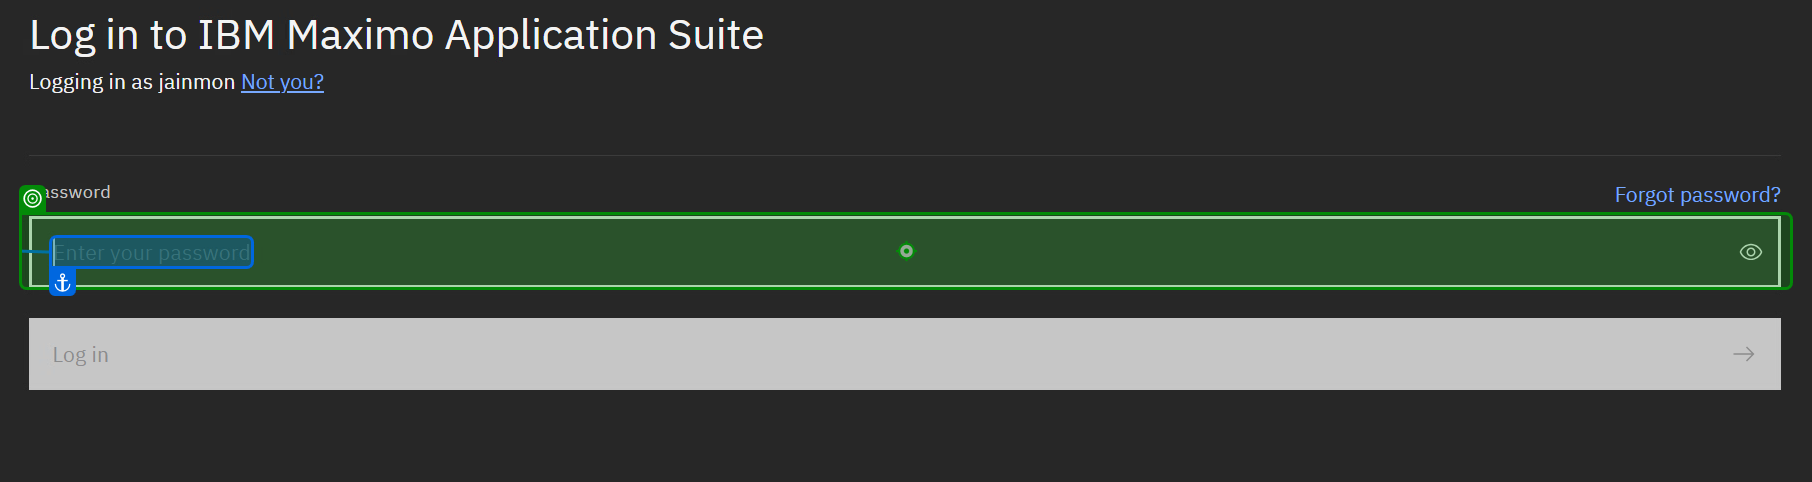 Log in to IBM Maximo Application Suite
Logging in as jainmon Not you?
assword
Forgot password?
Enter your password
Log in